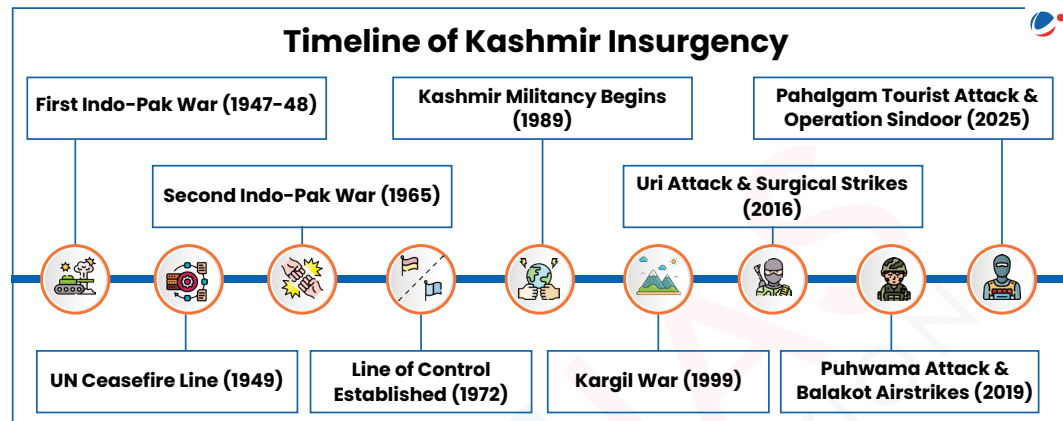 Timeline of Kashmir Insurgency
First Indo-Pak War (1947-48)
Kashmir Militancy Begins
(1989)
Pahalgam Tourist Attack &
Operation Sindoor (2025)
Second Indo-Pak War (1965)
Uri Attack & Surgical Strikes
(2016)
UN Ceasefire Line (1949)
Line of Control
Established (1972)
Kargil War (1999)
Puhwama Attack &
Balakot Airstrikes (2019)